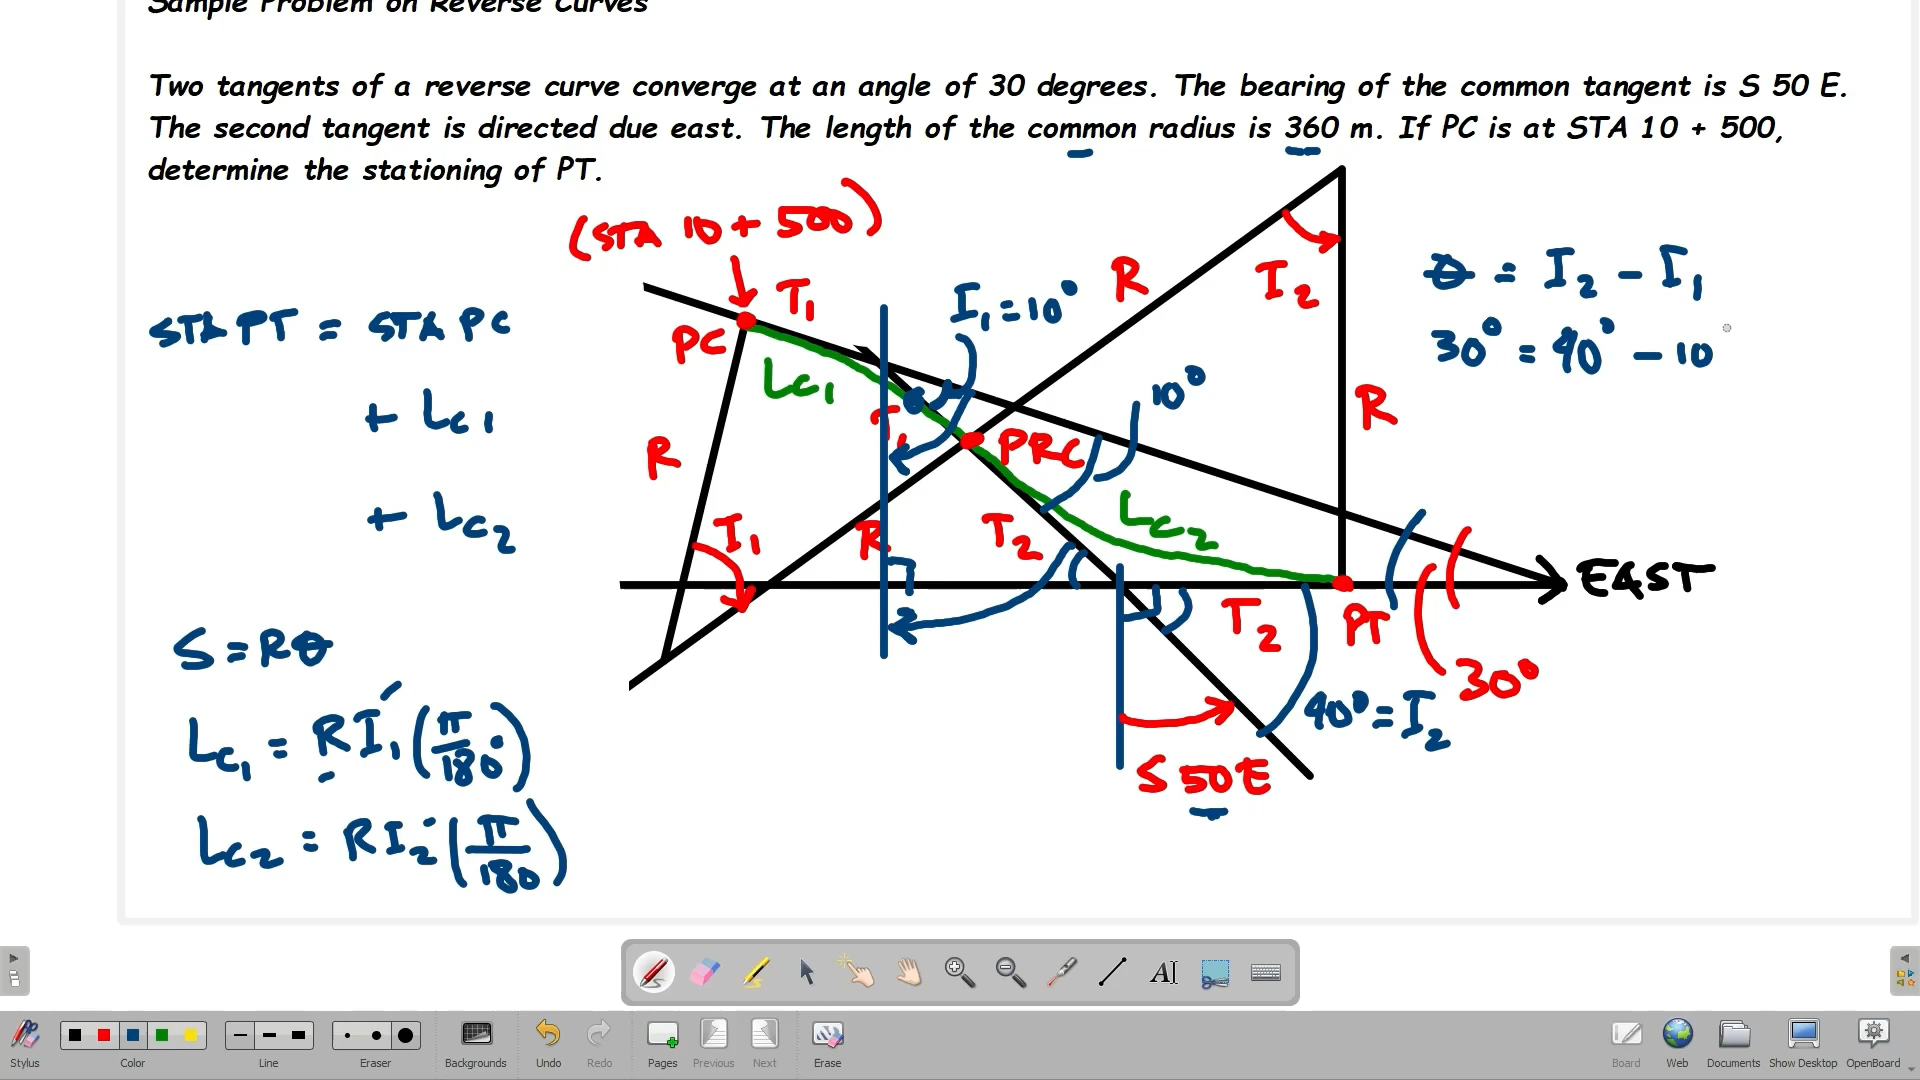 Sample Problem on Reverse Curves
Two tangents of a reverse curve converge at an angle of 30 degrees. The bearing of the common tangent is S 50 E.
The second tangent is directed due east. The length of the common radius is 360 m. If PC is at STA 10 + 500,
determine the stationing of PT.
(STA 10 + 500)
T1
PC
LC1
I1 = 10°
R
I2
θ = I2 - I1
30° = 40° - 10
STA PT = STA PC
+ LC1
+ LC2
R
I1
T1
PRC
10°
R
R
T2
LC2
EAST
T2
PT
30°
40° = I2
S 50 E
S = Rθ
LC1 = R I1 (π/180°)
LC2 = R I2 (π/180)
AI
Stylus
Color
Line
Eraser
Backgrounds
Undo
Redo
Pages
Previous
Next
Erase
Board
Web
Documents
Show Desktop
OpenBoard